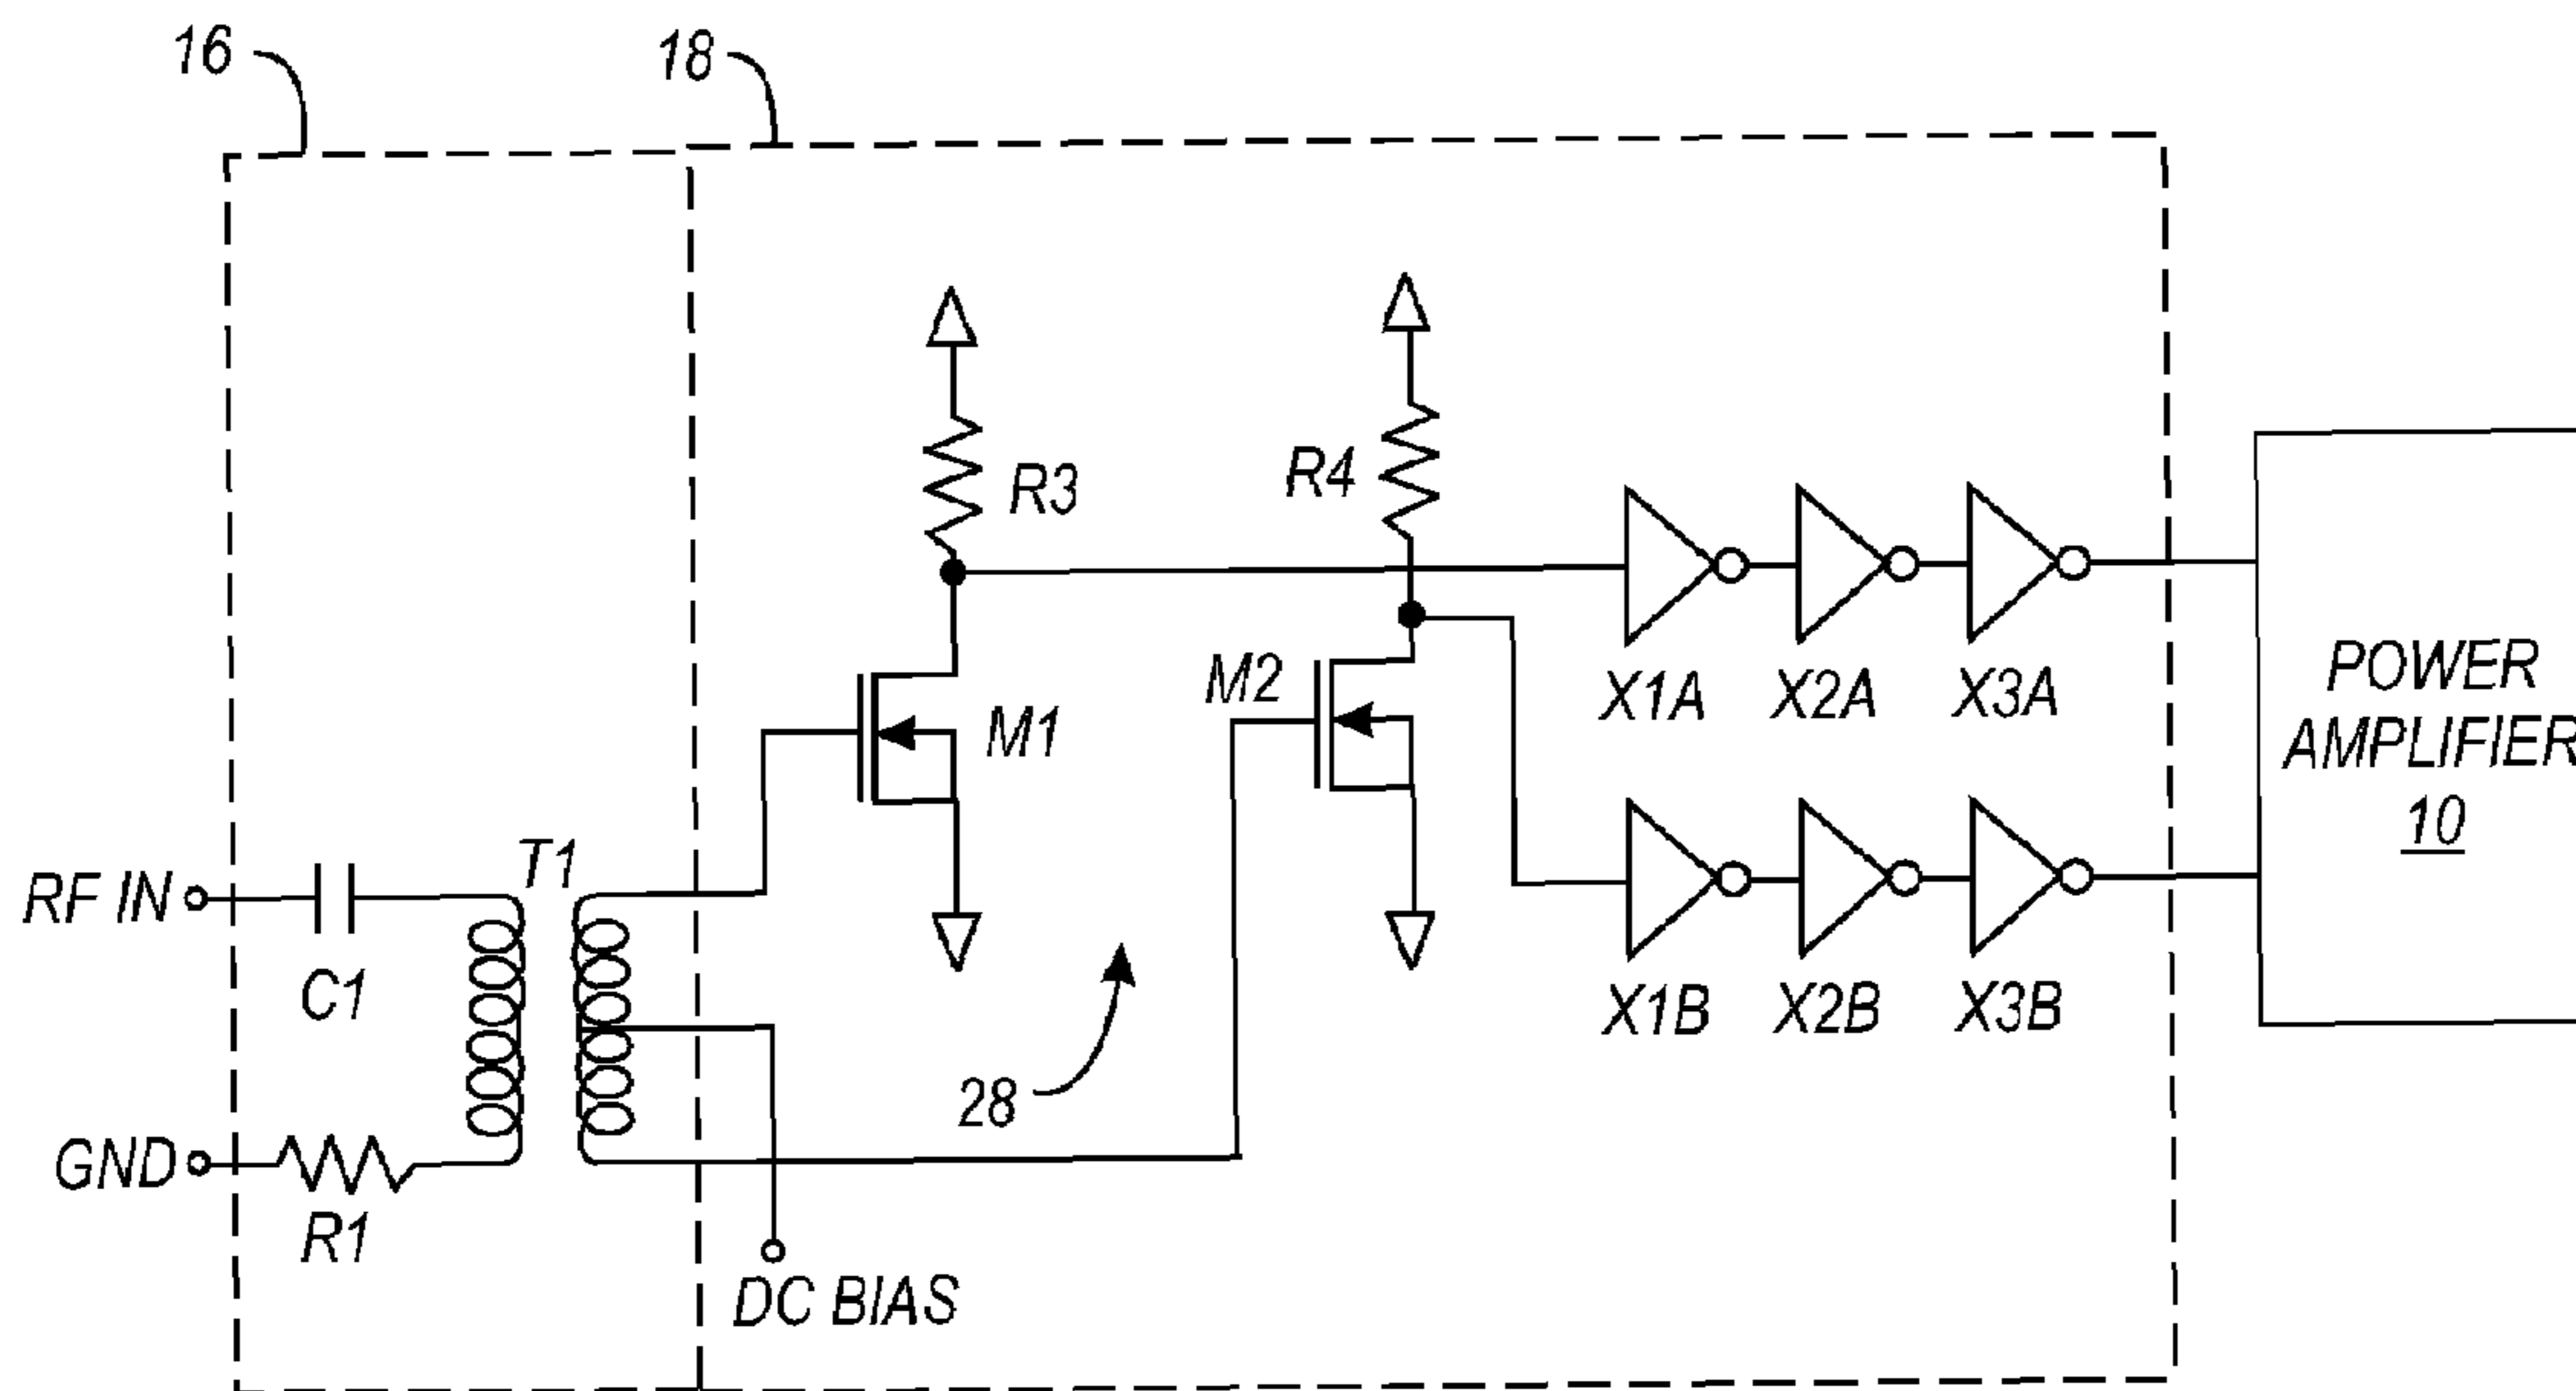 16
18
R3
R4
M1
M2
X1A
X2A
X3A
POWER
AMPLIFIER
10
RF IN
T1
C1
28
X1B
X2B
X3B
GND
R1
DC BIAS